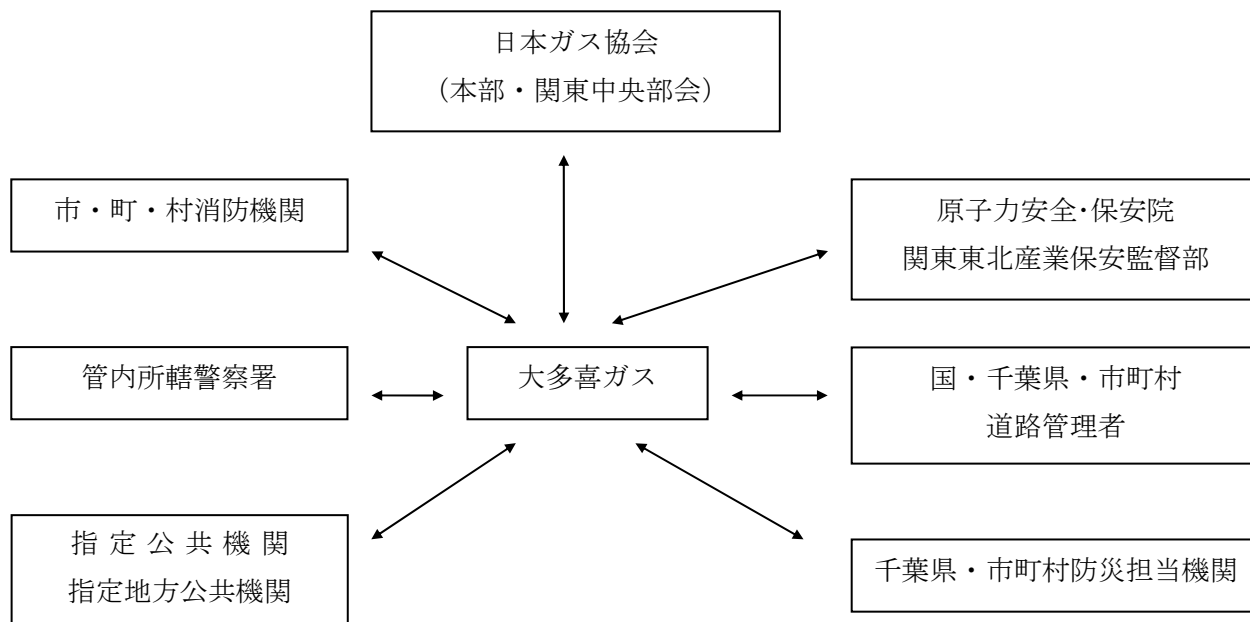 日本ガス協会
（本部・関東中央部会）
市・町・村消防機関
原子力安全･保安院
関東東北産業保安監督部
管内所轄警察署
大多喜ガス
国・千葉県・市町村
道路管理者
指 定 公 共 機 関
指定地方公共機関
千葉県・市町村防災担当機関